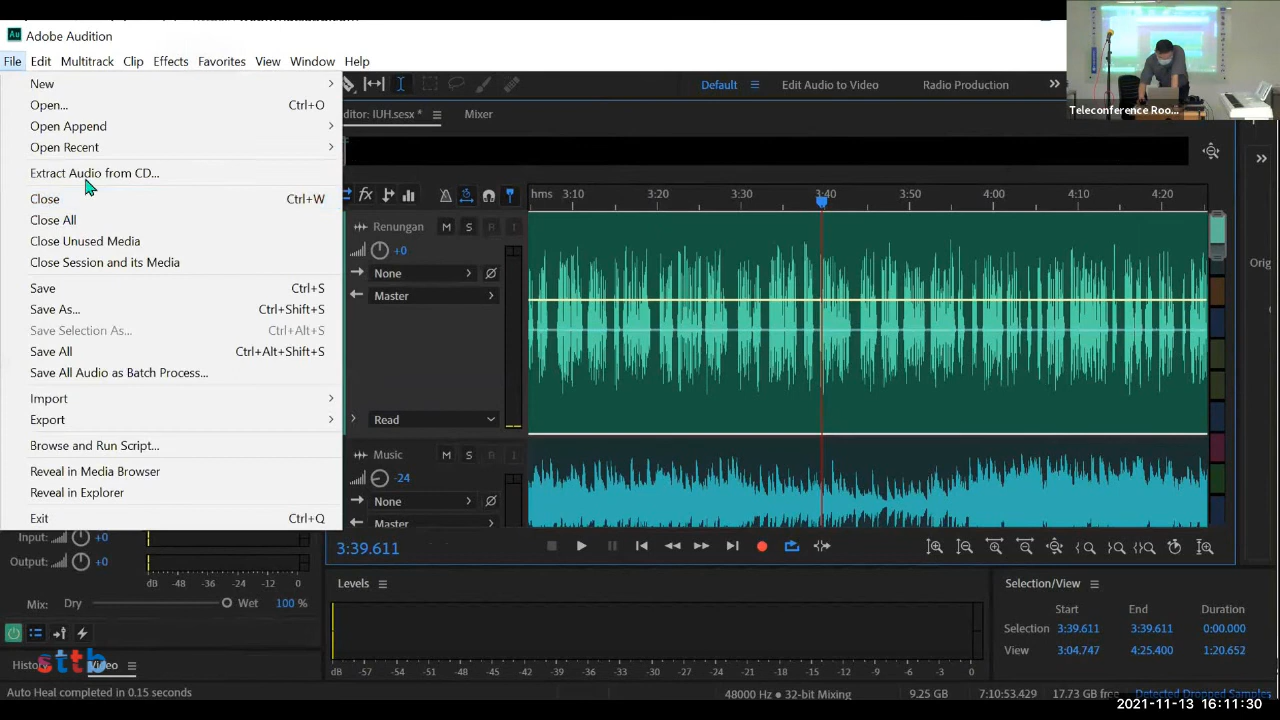 Adobe Audition
File Edit Multitrack Clip Effects Favorites View Window Help
New
Open... Ctrl+O
Open Append
Open Recent
Extract Audio from CD...
Close Ctrl+W
Close All
Close Unused Media
Close Session and its Media
Save Ctrl+S
Save As... Ctrl+Shift+S
Save Selection As... Ctrl+Alt+S
Save All Ctrl+Alt+Shift+S
Save All Audio as Batch Process...
Import
Export
Browse and Run Script...
Reveal in Media Browser
Reveal in Explorer
Exit Ctrl+Q
Default Edit Audio to Video Radio Production
Teleconference Roo...
ditor: IUH.sesx * Mixer
fx
hms 3:10 3:20 3:30 3:40 3:50 4:00 4:10 4:20
Renungan M S R I
+0
None
Master
Read
Music M S R I
-24
None
Master
Orig
3:39.611
Input: +0
Output: +0
dB -48 -36 -24 -12 0
Mix: Dry Wet 100 %
Levels
dB -57 -54 -51 -48 -45 -42 -39 -36 -33 -30 -27 -24 -21 -18 -15 -12 -9 -6 -3 0
Selection/View
Start End Duration
Selection 3:39.611 3:39.611 0:00.000
View 3:04.747 4:25.400 1:20.652
sttb
Auto Heal completed in 0.15 seconds
48000 Hz • 32-bit Mixing 9.25 GB 7:10:53.429 17.73 GB free Detected Dropped Samples
2021-11-13 16:11:30